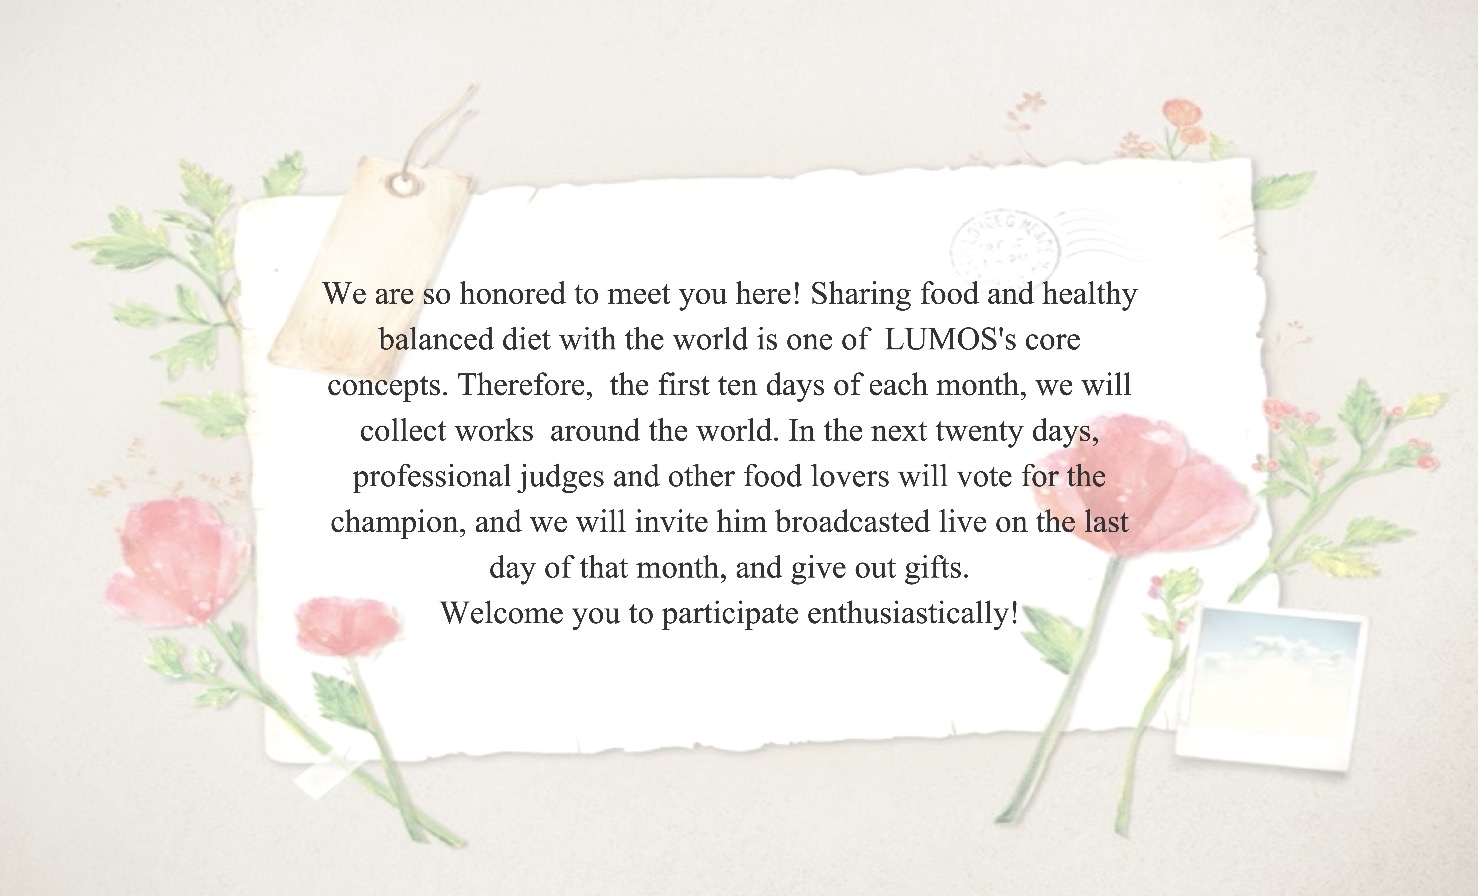 We are so honored to meet you here! Sharing food and healthy
balanced diet with the world is one of  LUMOS's core
concepts. Therefore,  the first ten days of each month, we will
collect works  around the world. In the next twenty days,
professional judges and other food lovers will vote for the
champion, and we will invite him broadcasted live on the last
day of that month, and give out gifts.
Welcome you to participate enthusiastically!